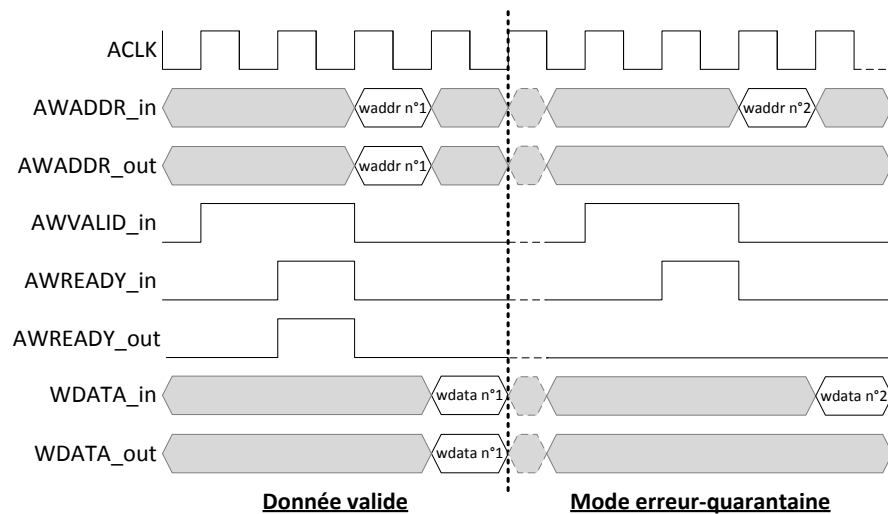 ACLK
AWADDR_in
waddr n°1
waddr n°2
AWADDR_out
waddr n°1
AWVALID_in
AWREADY_in
AWREADY_out
WDATA_in
wdata n°1
wdata n°2
WDATA_out
wdata n°1
Donnée valide
Mode erreur-quarantaine